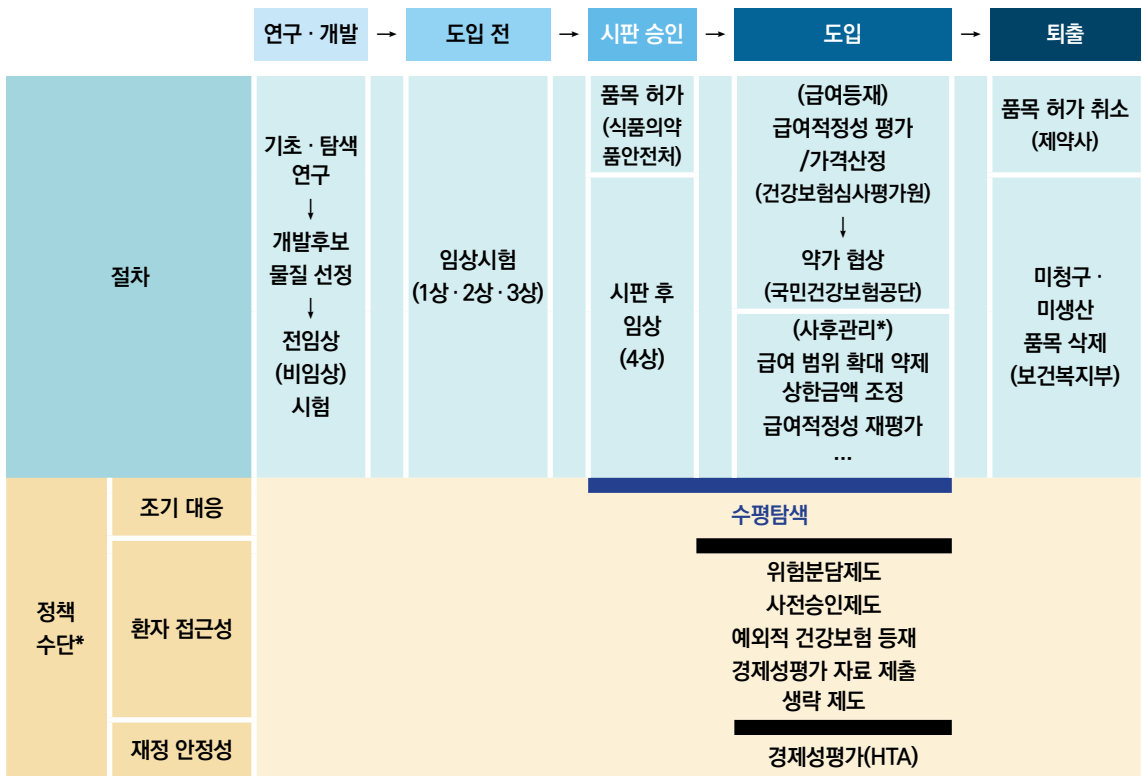 연구 · 개발 → 도입 전 → 시판 승인 → 도입 → 퇴출
절차
기초 · 탐색
연구
↓
개발후보
물질 선정
↓
전임상
(비임상)
시험
임상시험
(1상 · 2상 · 3상)
품목 허가
(식품의약
품안전처)
시판 후
임상
(4상)
(급여등재)
급여적정성 평가
/가격산정
(건강보험심사평가원)
↓
약가 협상
(국민건강보험공단)
(사후관리*)
급여 범위 확대 약제
상한금액 조정
급여적정성 재평가
...
품목 허가 취소
(제약사)
미청구 ·
미생산
품목 삭제
(보건복지부)
정책
수단*
조기 대응
수평탐색
환자 접근성
위험분담제도
사전승인제도
예외적 건강보험 등재
경제성평가 자료 제출
생략 제도
재정 안정성
경제성평가(HTA)